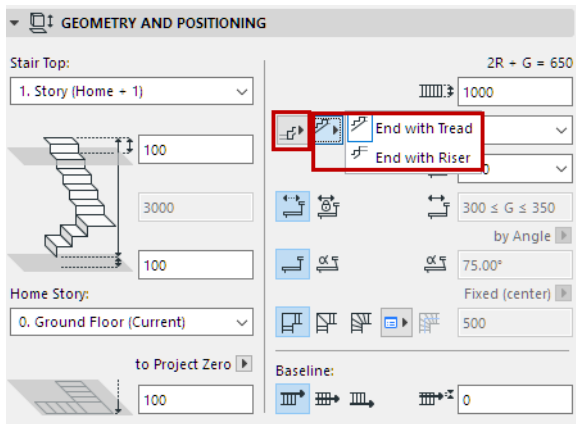 GEOMETRY AND POSITIONING
Stair Top:
1. Story (Home + 1)
100
3000
100
Home Story:
0. Ground Floor (Current)
to Project Zero
100
2R + G = 650
1000
End with Tread
End with Riser
300 ≤ G ≤ 350
by Angle
α
α
75.00°
Fixed (center)
500
Baseline:
0